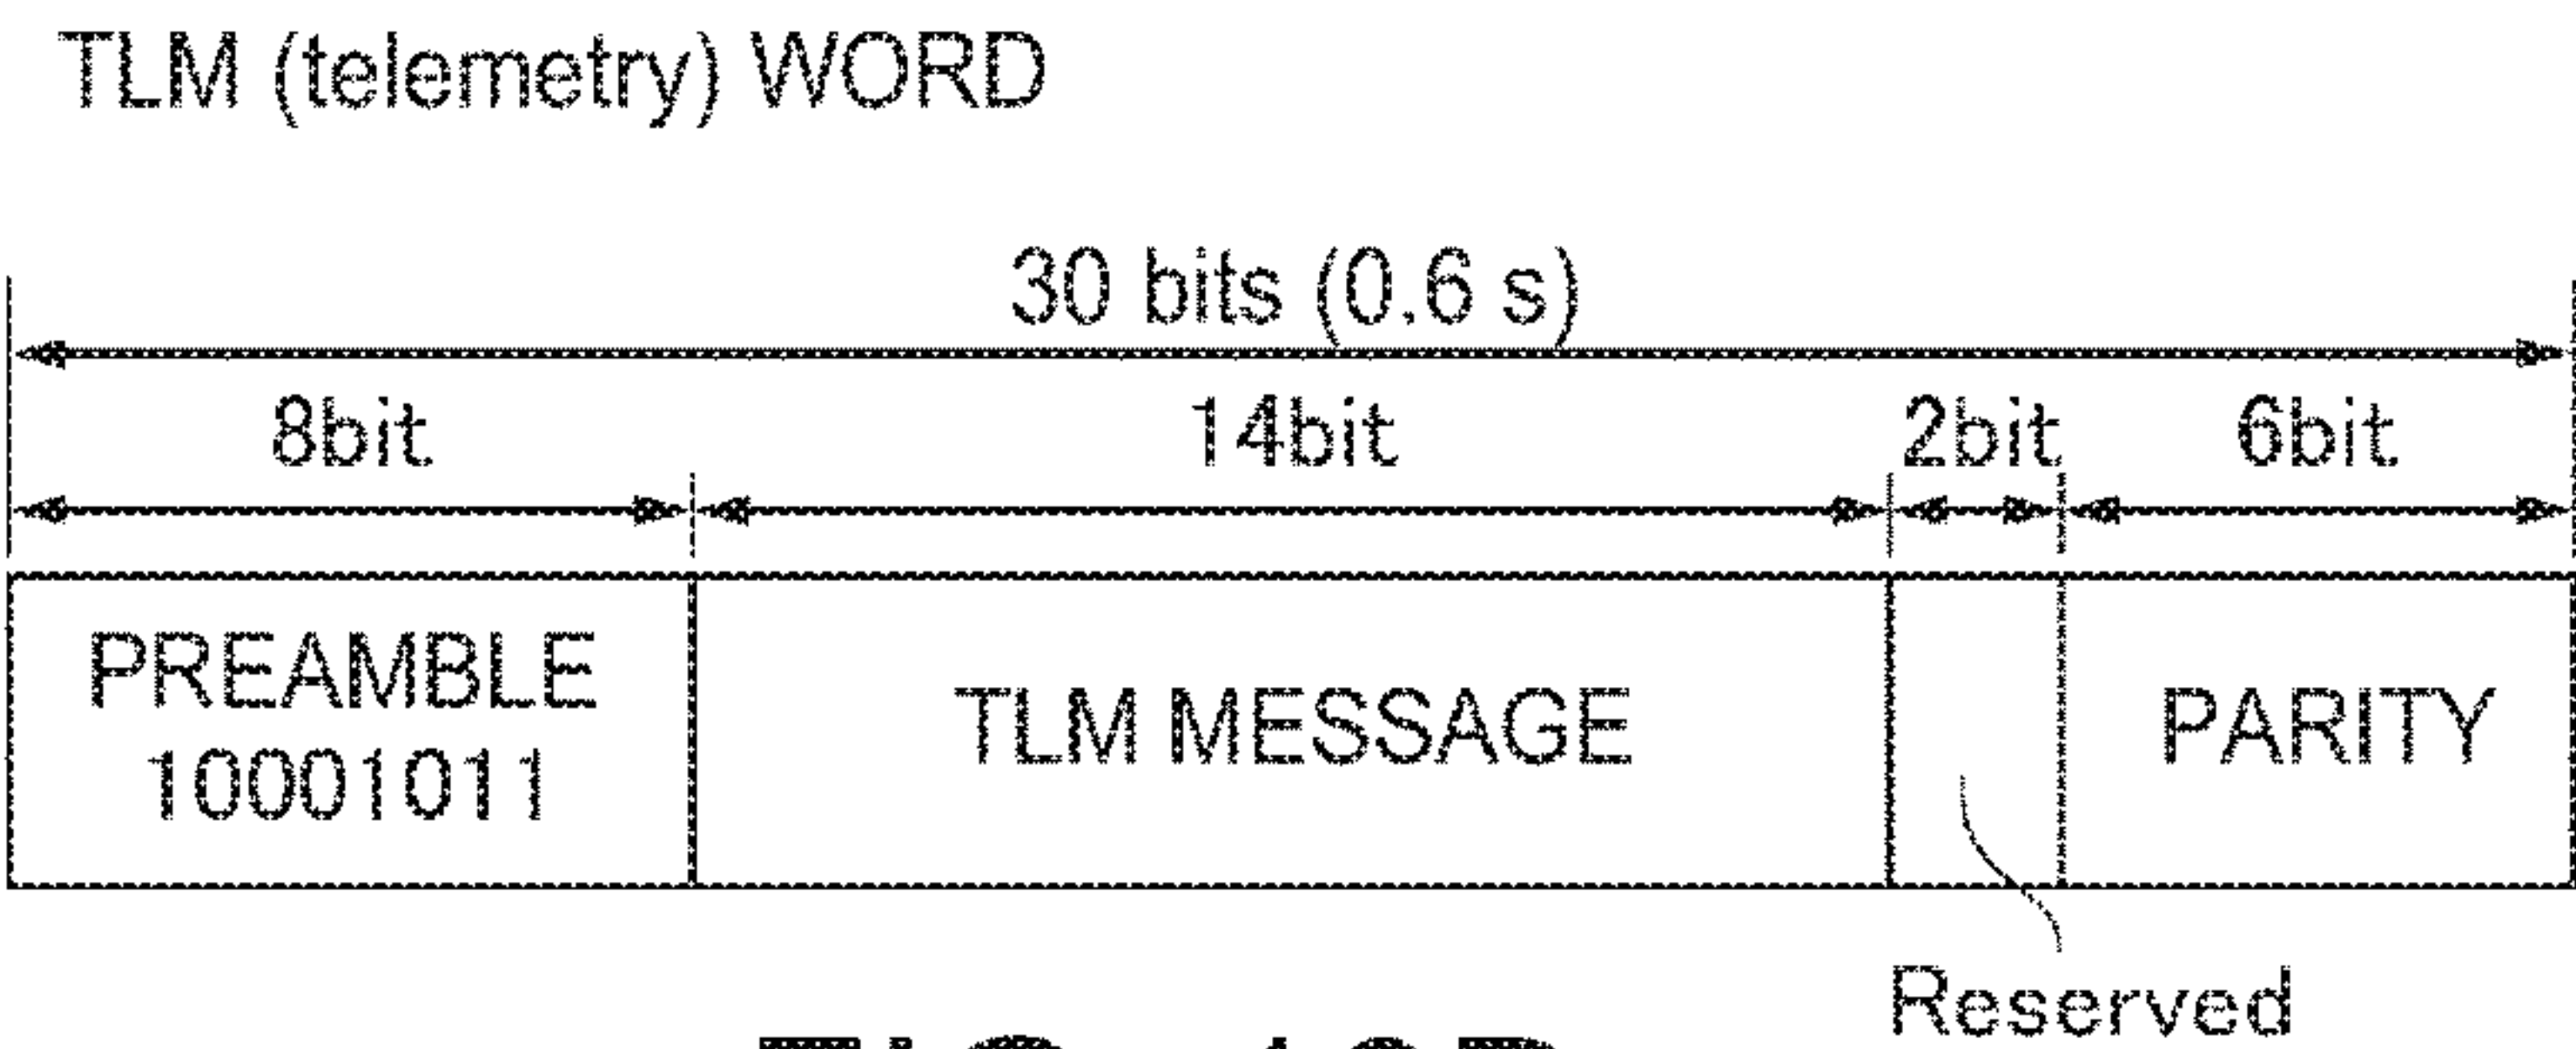 TLM (telemetry) WORD
30 bits (0.6 s)
8bit 14bit 2bit 6bit
PREAMBLE
10001011
TLM MESSAGE
PARITY
Reserved